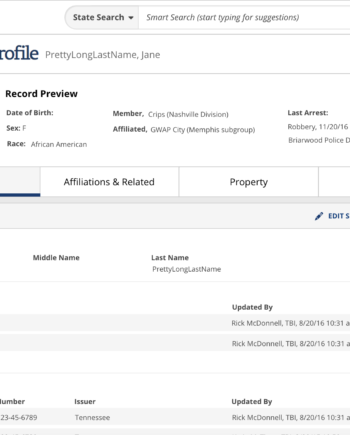 State Search Smart Search (start typing for suggestions)
rofile PrettyLongLastName, Jane
Record Preview
Date of Birth:
Sex: F
Race: African American
Member, Crips (Nashville Division)
Affiliated, GWAP City (Memphis subgroup)
Last Arrest:
Robbery, 11/20/16
Briarwood Police D
Affiliations & Related Property
EDIT S
Middle Name Last Name
PrettyLongLastName
Updated By
Rick McDonnell, TBI, 8/20/16 10:31 a
Rick McDonnell, TBI, 8/20/16 10:31 a
Number Issuer Updated By
23-45-6789 Tennessee Rick McDonnell, TBI, 8/20/16 10:31 a